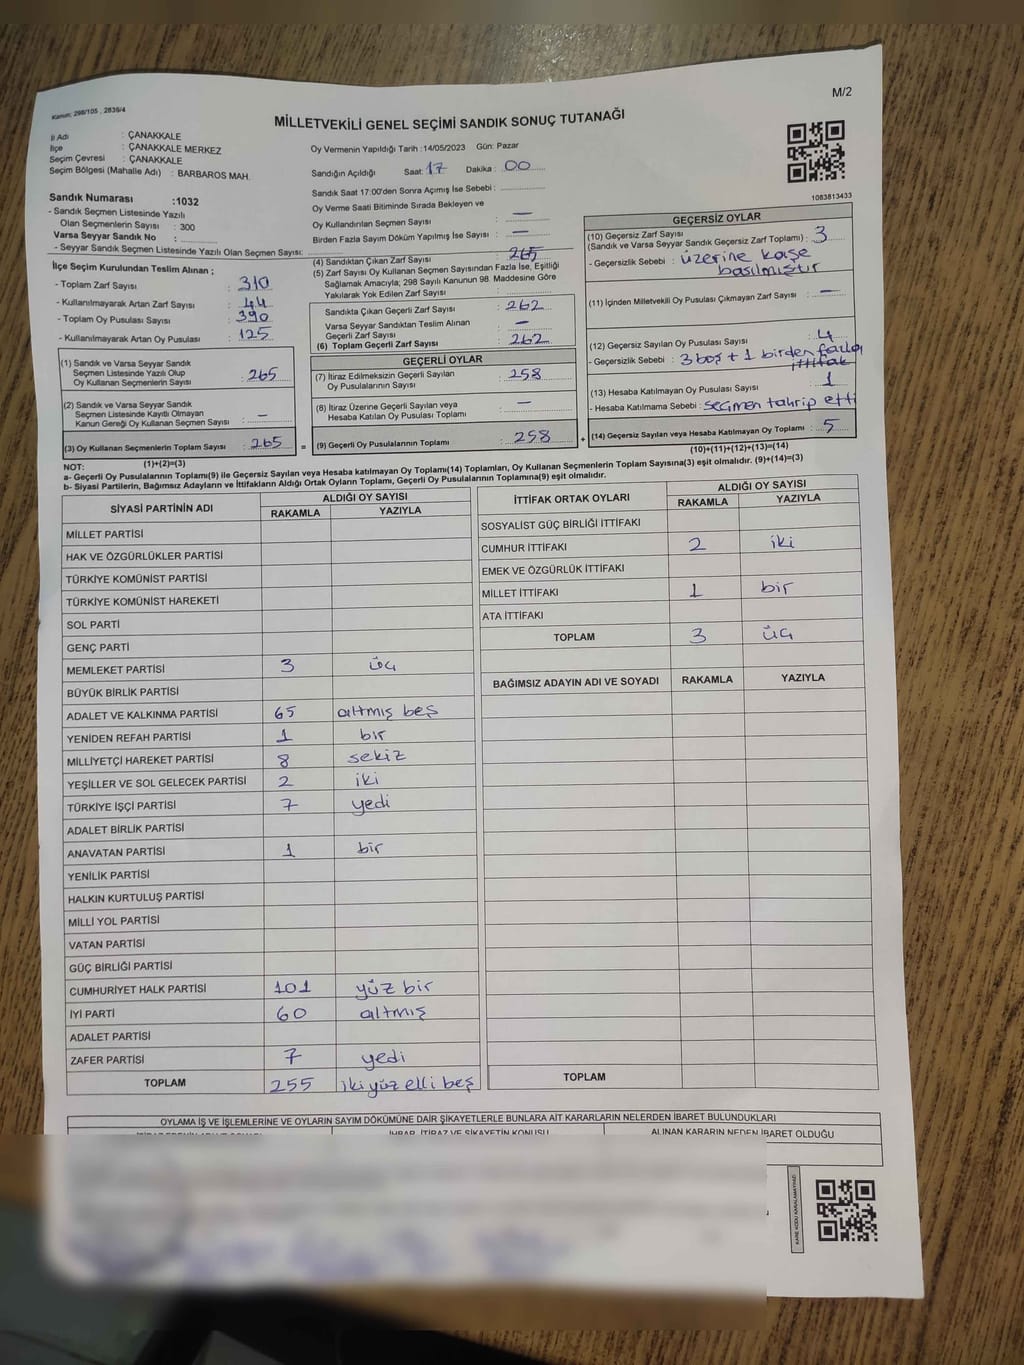 M/2
Kanun: 298/105 , 2839/4
MİLLETVEKİLİ GENEL SEÇİMİ SANDIK SONUÇ TUTANAĞI
İl Adı : ÇANAKKALE
İlçe : ÇANAKKALE MERKEZ
Seçim Çevresi : ÇANAKKALE
Seçim Bölgesi (Mahalle Adı) : BARBAROS MAH.
Sandık Numarası :1032
- Sandık Seçmen Listesinde Yazılı
Olan Seçmenlerin Sayısı : 300
Varsa Seyyar Sandık No :
- Seyyar Sandık Seçmen Listesinde Yazılı Olan Seçmen Sayısı:
Oy Vermenin Yapıldığı Tarih :14/05/2023 Gün: Pazar
Sandığın Açıldığı Saat: 17 Dakika : 00
Sandık Saat 17:00'den Sonra Açımış İse Sebebi :
Oy Verme Saati Bitiminde Sırada Bekleyen ve
Oy Kullandırılan Seçmen Sayısı : —
Birden Fazla Sayım Döküm Yapılmış İse Sayısı : —
1083813433
İlçe Seçim Kurulundan Teslim Alınan ;
- Toplam Zarf Sayısı : 310
- Kullanılmayarak Artan Zarf Sayısı : 44
- Toplam Oy Pusulası Sayısı : 390
- Kullanılmayarak Artan Oy Pusulası : 125
(1) Sandık ve Varsa Seyyar Sandık
Seçmen Listesinde Yazılı Olup
Oy Kullanan Seçmenlerin Sayısı : 265
(2) Sandık ve Varsa Seyyar Sandık
Seçmen Listesinde Kayıtlı Olmayan
Kanun Gereği Oy Kullanan Seçmen Sayısı : —
(3) Oy Kullanan Seçmenlerin Toplam Sayısı : 265
(1)+(2)=(3)
(4) Sandıktan Çıkan Zarf Sayısı : 265
(5) Zarf Sayısı Oy Kullanan Seçmen Sayısından Fazla İse, Eşitliği
Sağlamak Amacıyla; 298 Sayılı Kanunun 98. Maddesine Göre
Yakılarak Yok Edilen Zarf Sayısı :
Sandıkta Çıkan Geçerli Zarf Sayısı : 262
Varsa Seyyar Sandıktan Teslim Alınan
Geçerli Zarf Sayısı : —
(6) Toplam Geçerli Zarf Sayısı : 262
GEÇERLİ OYLAR
(7) İtiraz Edilmeksizin Geçerli Sayılan
Oy Pusulalarının Sayısı : 258
(8) İtiraz Üzerine Geçerli Sayılan veya
Hesaba Katılan Oy Pusulası Toplamı : —
= (9) Geçerli Oy Pusulalarının Toplamı : 258 +
GEÇERSİZ OYLAR
(10) Geçersiz Zarf Sayısı
(Sandık ve Varsa Seyyar Sandık Geçersiz Zarf Toplamı) : 3
- Geçersizlik Sebebi : üzerine kaşe
basılmıştır
(11) İçinden Milletvekili Oy Pusulası Çıkmayan Zarf Sayısı : —
(12) Geçersiz Sayılan Oy Pusulası Sayısı : 4
- Geçersizlik Sebebi : 3 boş + 1 birden fazla
ittifak
(13) Hesaba Katılmayan Oy Pusulası Sayısı : 1
- Hesaba Katılmama Sebebi : Seçmen tahrip etti
(14) Geçersiz Sayılan veya Hesaba Katılmayan Oy Toplamı : 5
(10)+(11)+(12)+(13)=(14)
NOT:
a- Geçerli Oy Pusulalarının Toplamı(9) ile Geçersiz Sayılan veya Hesaba katılmayan Oy Toplamı(14) Toplamları, Oy Kullanan Seçmenlerin Toplam Sayısına(3) eşit olmalıdır. (9)+(14)=(3)
b- Siyasi Partilerin, Bağımsız Adayların ve İttifakların Aldığı Ortak Oyların Toplamı, Geçerli Oy Pusulalarının Toplamına(9) eşit olmalıdır.
SİYASİ PARTİNİN ADI ALDIĞI OY SAYISI
RAKAMLA YAZIYLA
MİLLET PARTİSİ
HAK VE ÖZGÜRLÜKLER PARTİSİ
TÜRKİYE KOMÜNİST PARTİSİ
TÜRKİYE KOMÜNİST HAREKETİ
SOL PARTİ
GENÇ PARTİ
MEMLEKET PARTİSİ 3 üç
BÜYÜK BİRLİK PARTİSİ
ADALET VE KALKINMA PARTİSİ 65 altmış beş
YENİDEN REFAH PARTİSİ 1 bir
MİLLİYETÇİ HAREKET PARTİSİ 8 sekiz
YEŞİLLER VE SOL GELECEK PARTİSİ 2 iki
TÜRKİYE İŞÇİ PARTİSİ 7 yedi
ADALET BİRLİK PARTİSİ
ANAVATAN PARTİSİ 1 bir
YENİLİK PARTİSİ
HALKIN KURTULUŞ PARTİSİ
MİLLİ YOL PARTİSİ
VATAN PARTİSİ
GÜÇ BİRLİĞİ PARTİSİ
CUMHURİYET HALK PARTİSİ 101 yüz bir
İYİ PARTİ 60 altmış
ADALET PARTİSİ
ZAFER PARTİSİ 7 yedi
TOPLAM 255 iki yüz elli beş
İTTİFAK ORTAK OYLARI ALDIĞI OY SAYISI
RAKAMLA YAZIYLA
SOSYALİST GÜÇ BİRLİĞİ İTTİFAKI
CUMHUR İTTİFAKI 2 iki
EMEK VE ÖZGÜRLÜK İTTİFAKI
MİLLET İTTİFAKI 1 bir
ATA İTTİFAKI
TOPLAM 3 üç
BAĞIMSIZ ADAYIN ADI VE SOYADI RAKAMLA YAZIYLA
TOPLAM
OYLAMA İŞ VE İŞLEMLERİNE VE OYLARIN SAYIM DÖKÜMÜNE DAİR ŞİKAYETLERLE BUNLARA AİT KARARLARIN NELERDEN İBARET BULUNDUKLARI
İHBAR, İTİRAZ VE ŞİKAYETİN KONUSU ALINAN KARARIN NEDEN İBARET OLDUĞU
KARE KODU KARALAMAYINIZ!